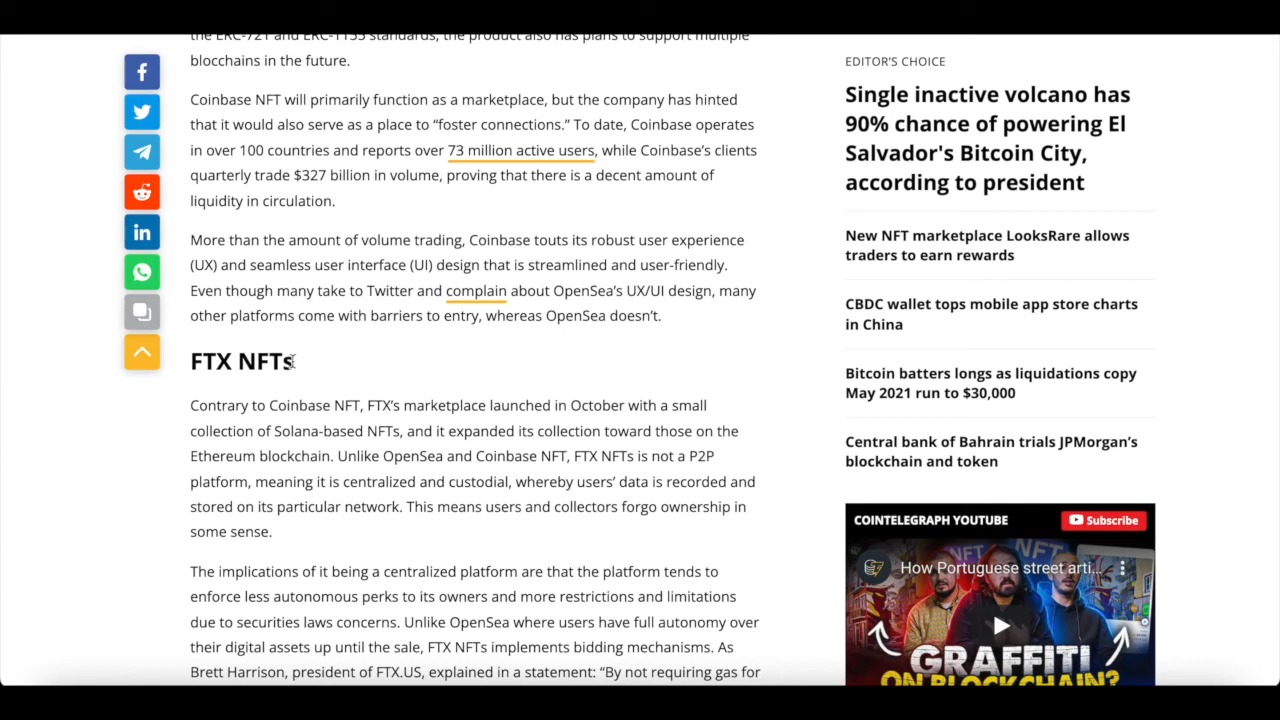 the ERC-721 and ERC-1155 standards, the product also has plans to support multiple
blocchains in the future.
Coinbase NFT will primarily function as a marketplace, but the company has hinted
that it would also serve as a place to “foster connections.” To date, Coinbase operates
in over 100 countries and reports over 73 million active users, while Coinbase’s clients
quarterly trade $327 billion in volume, proving that there is a decent amount of
liquidity in circulation.
More than the amount of volume trading, Coinbase touts its robust user experience
(UX) and seamless user interface (UI) design that is streamlined and user-friendly.
Even though many take to Twitter and complain about OpenSea’s UX/UI design, many
other platforms come with barriers to entry, whereas OpenSea doesn’t.
FTX NFTs
Contrary to Coinbase NFT, FTX’s marketplace launched in October with a small
collection of Solana-based NFTs, and it expanded its collection toward those on the
Ethereum blockchain. Unlike OpenSea and Coinbase NFT, FTX NFTs is not a P2P
platform, meaning it is centralized and custodial, whereby users’ data is recorded and
stored on its particular network. This means users and collectors forgo ownership in
some sense.
The implications of it being a centralized platform are that the platform tends to
enforce less autonomous perks to its owners and more restrictions and limitations
due to securities laws concerns. Unlike OpenSea where users have full autonomy over
their digital assets up until the sale, FTX NFTs implements bidding mechanisms. As
Brett Harrison, president of FTX.US, explained in a statement: “By not requiring gas for
EDITOR’S CHOICE
Single inactive volcano has
90% chance of powering El
Salvador's Bitcoin City,
according to president
New NFT marketplace LooksRare allows
traders to earn rewards
CBDC wallet tops mobile app store charts
in China
Bitcoin batters longs as liquidations copy
May 2021 run to $30,000
Central bank of Bahrain trials JPMorgan’s
blockchain and token
COINTELEGRAPH YOUTUBE
Subscribe
How Portuguese street arti...
NFT
NFT
GRAFFITI
ON BLOCKCHAIN?